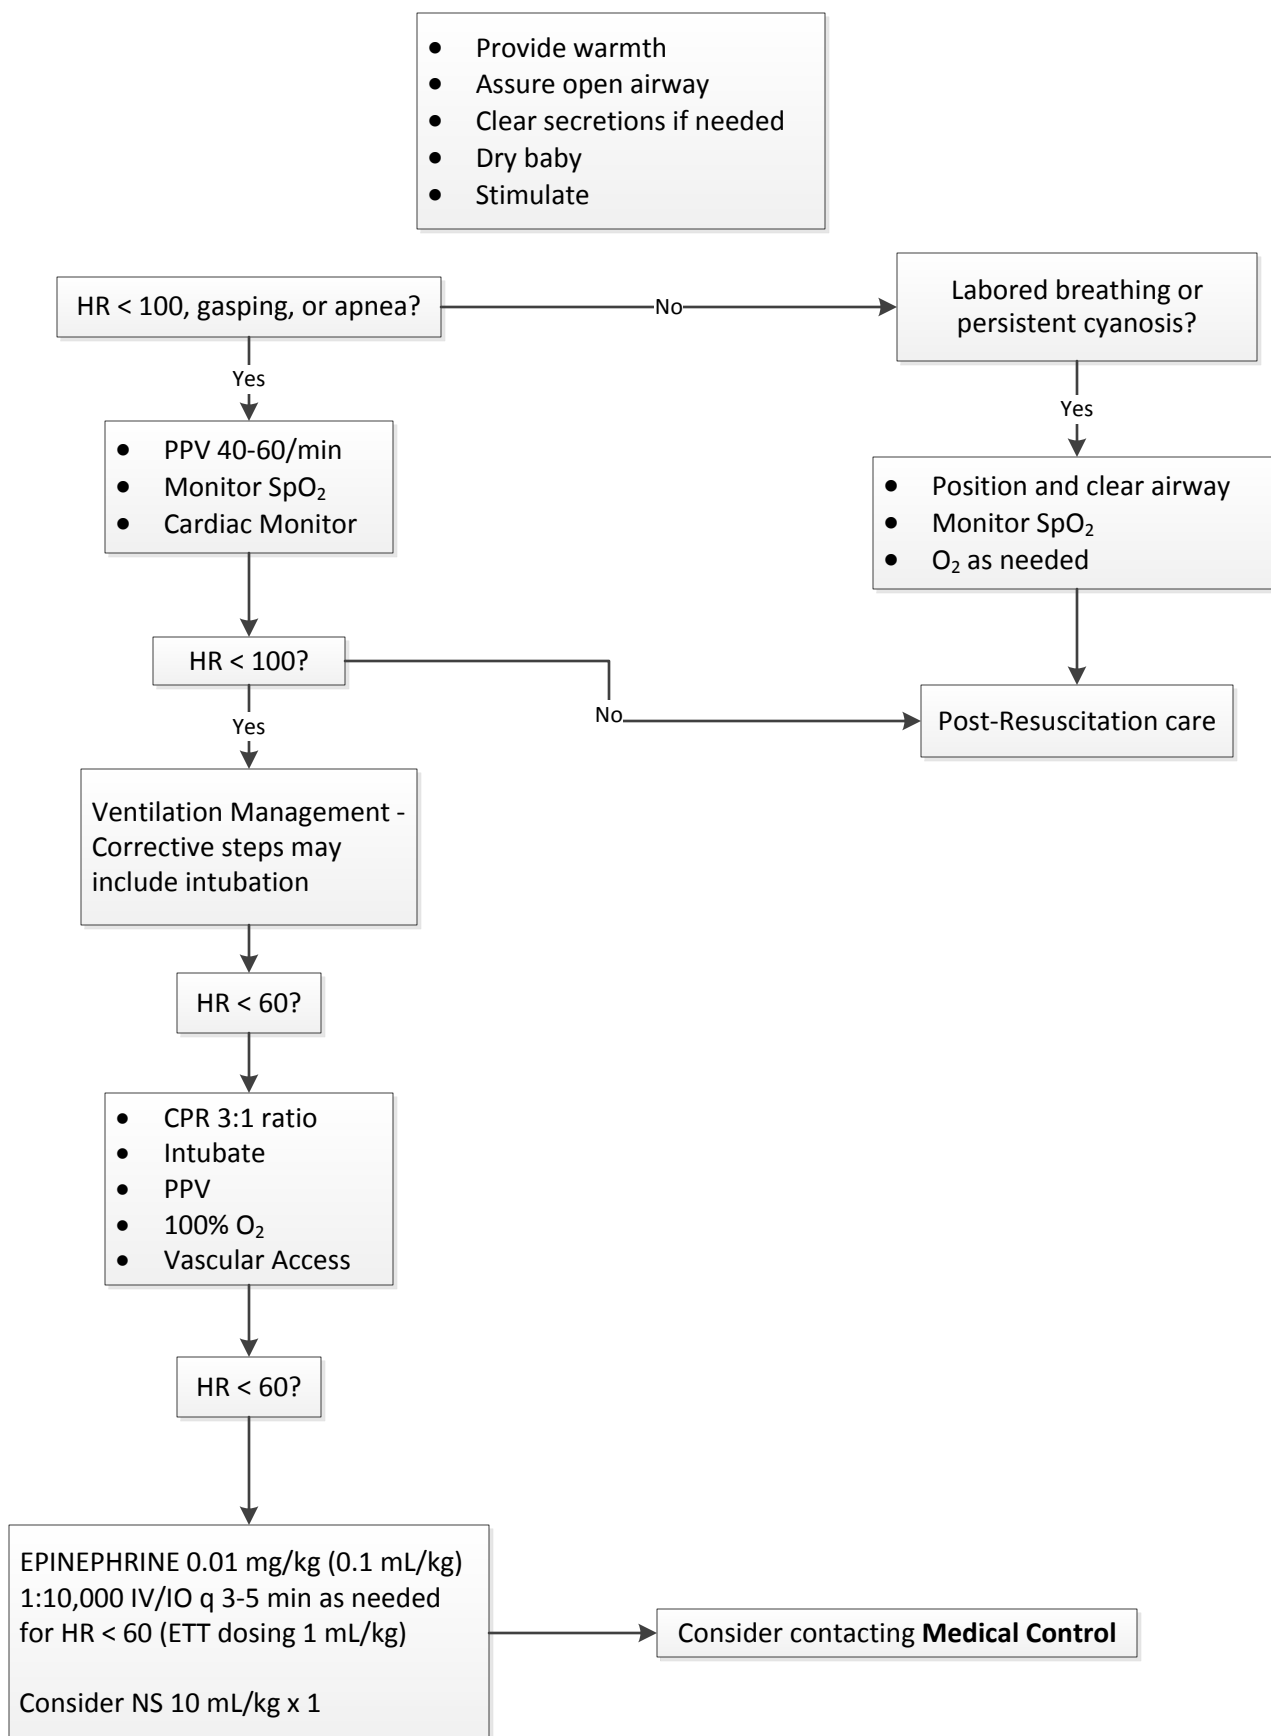 • Provide warmth
• Assure open airway
• Clear secretions if needed
• Dry baby
• Stimulate
HR < 100, gasping, or apnea?
No
Labored breathing or
persistent cyanosis?
Yes
Yes
• PPV 40-60/min
• Monitor SpO₂
• Cardiac Monitor
• Position and clear airway
• Monitor SpO₂
• O₂ as needed
HR < 100?
No
Post-Resuscitation care
Yes
Ventilation Management -
Corrective steps may
include intubation
HR < 60?
• CPR 3:1 ratio
• Intubate
• PPV
• 100% O₂
• Vascular Access
HR < 60?
EPINEPHRINE 0.01 mg/kg (0.1 mL/kg)
1:10,000 IV/IO q 3-5 min as needed
for HR < 60 (ETT dosing 1 mL/kg)
Consider NS 10 mL/kg x 1
Consider contacting Medical Control